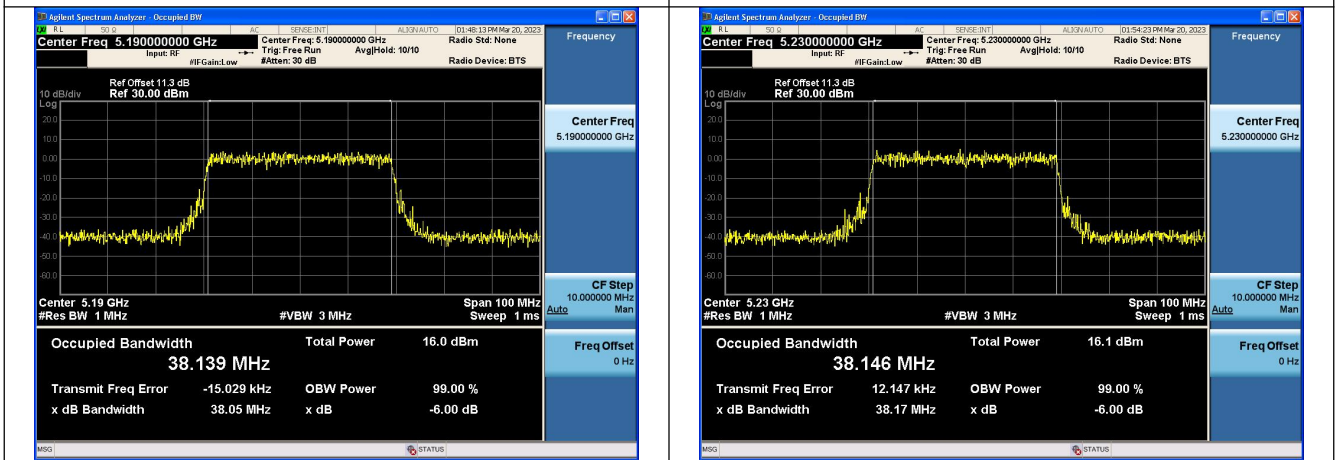 Agilent Spectrum Analyzer - Occupied BW
RL 50 Ω AC SENSE:INT ALIGN AUTO 01:48:13 PM Mar 20, 2023
Center Freq 5.190000000 GHz
Input: RF
#IFGain:Low
Center Freq: 5.190000000 GHz
Trig: Free Run Avg|Hold: 10/10
#Atten: 30 dB
Radio Std: None
Radio Device: BTS
Frequency
Ref Offset 11.3 dB
10 dB/div Ref 30.00 dBm
Log
20.0
10.0
0.00
-10.0
-20.0
-30.0
-40.0
-50.0
-60.0
Center Freq
5.190000000 GHz
Center 5.19 GHz Span 100 MHz
#Res BW 1 MHz #VBW 3 MHz Sweep 1 ms
CF Step
10.000000 MHz
Auto Man
Occupied Bandwidth Total Power 16.0 dBm
38.139 MHz
Transmit Freq Error -15.029 kHz OBW Power 99.00 %
x dB Bandwidth 38.05 MHz x dB -6.00 dB
Freq Offset
0 Hz
MSG STATUS
Agilent Spectrum Analyzer - Occupied BW
RL 50 Ω AC SENSE:INT ALIGN AUTO 01:54:23 PM Mar 20, 2023
Center Freq 5.230000000 GHz
Input: RF
#IFGain:Low
Center Freq: 5.230000000 GHz
Trig: Free Run Avg|Hold: 10/10
#Atten: 30 dB
Radio Std: None
Radio Device: BTS
Frequency
Ref Offset 11.3 dB
10 dB/div Ref 30.00 dBm
Log
20.0
10.0
0.00
-10.0
-20.0
-30.0
-40.0
-50.0
-60.0
Center Freq
5.230000000 GHz
Center 5.23 GHz Span 100 MHz
#Res BW 1 MHz #VBW 3 MHz Sweep 1 ms
CF Step
10.000000 MHz
Auto Man
Occupied Bandwidth Total Power 16.1 dBm
38.146 MHz
Transmit Freq Error 12.147 kHz OBW Power 99.00 %
x dB Bandwidth 38.17 MHz x dB -6.00 dB
Freq Offset
0 Hz
MSG STATUS